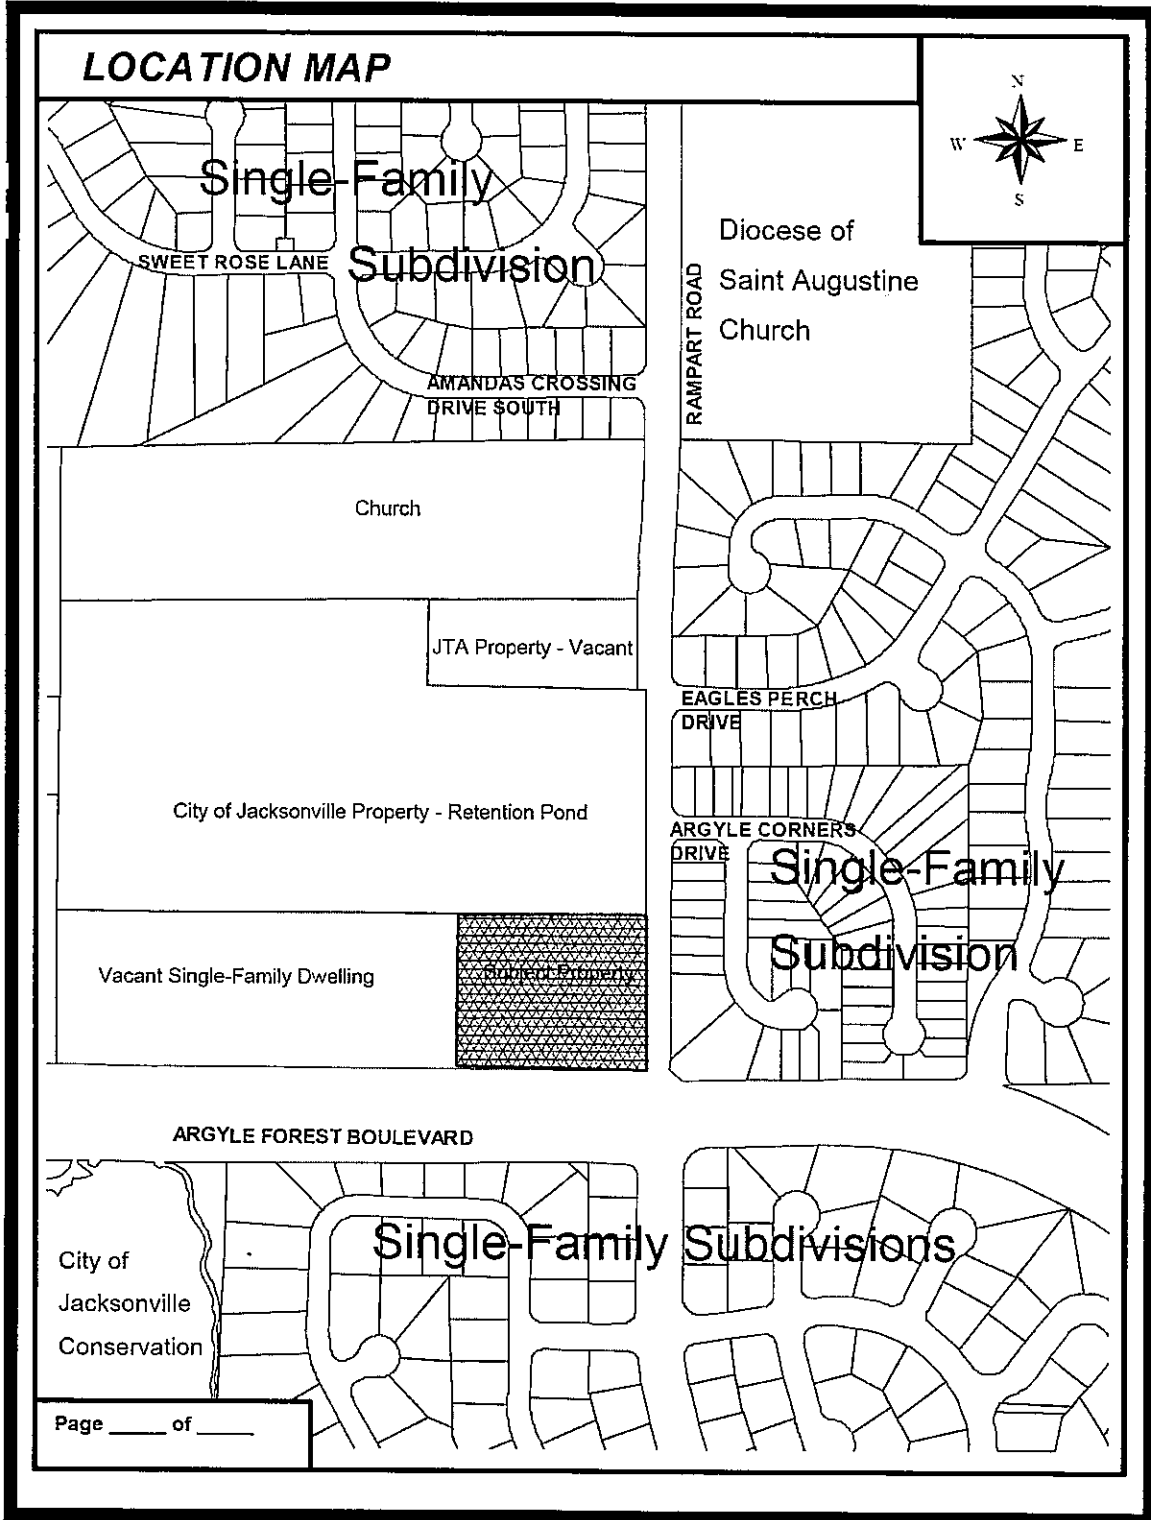 LOCATION MAP
N
W E
S
Single-Family
Subdivision
SWEET ROSE LANE
Diocese of
Saint Augustine
Church
RAMPART ROAD
AMANDAS CROSSING
DRIVE SOUTH
Church
JTA Property - Vacant
EAGLES PERCH
DRIVE
City of Jacksonville Property - Retention Pond
ARGYLE CORNERS
DRIVE
Single-Family
Subdivision
Vacant Single-Family Dwelling
Subject Property
ARGYLE FOREST BOULEVARD
Single-Family Subdivisions
City of
Jacksonville
Conservation
Page _____ of _____